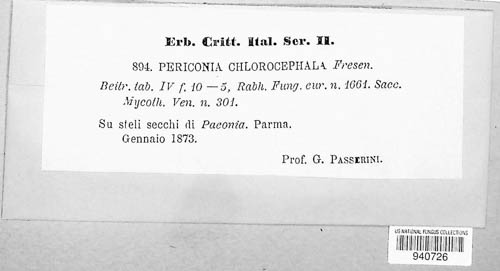 Erb. Critt. Ital. Ser. II.
894. PERICONIA CHLOROCEPHALA Fresen.
Beitr. tab. IV f. 10 — 5, Rabh. Fung. eur. n. 1661. Sacc.
Mycoth. Ven. n. 301.
Su steli secchi di Paeonia. Parma.
Gennaio 1873.
Prof. G. PASSERINI.
US NATIONAL FUNGUS COLLECTIONS
940726